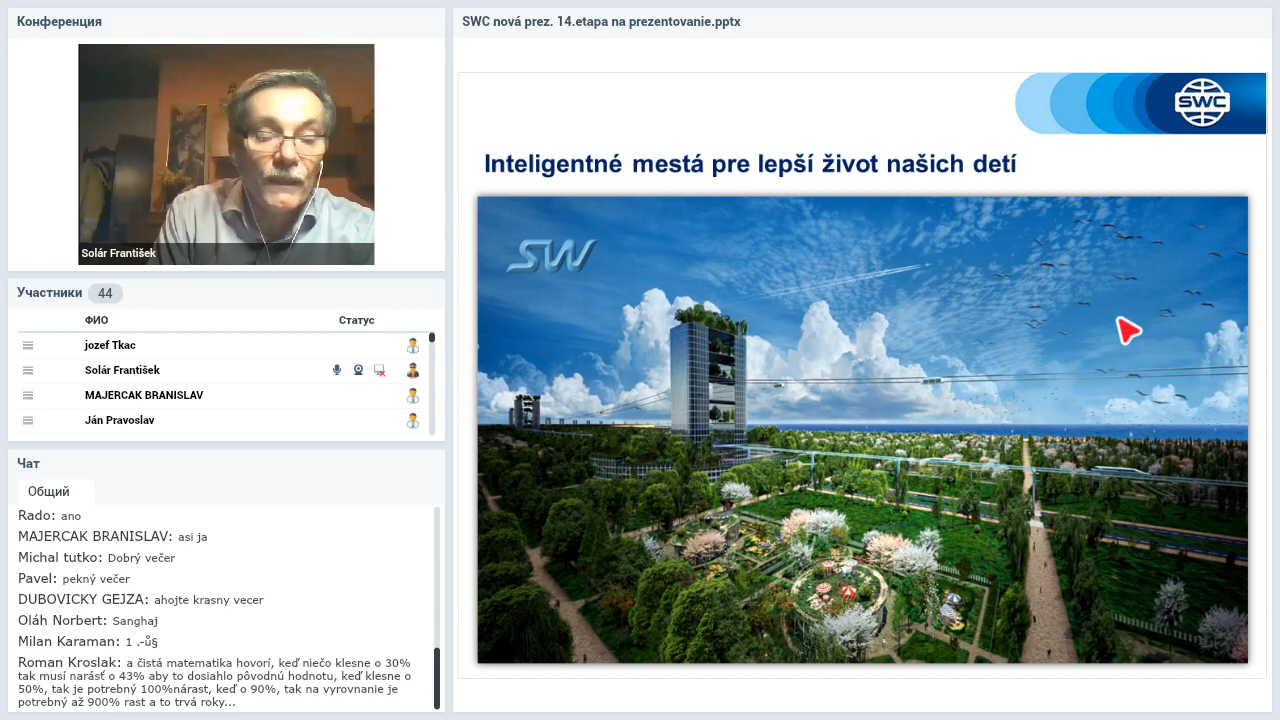 Конференция
Solár František
Участники 44
ФИО Статус
jozef Tkac
Solár František
MAJERCAK BRANISLAV
Ján Pravoslav
Чат
Общий
Rado: ano
MAJERCAK BRANISLAV: asi ja
Michal tutko: Dobrý večer
Pavel: pekný večer
DUBOVICKY GEJZA: ahojte krasny vecer
Oláh Norbert: Sanghaj
Milan Karaman: 1 .-ů§
Roman Kroslak: a čistá matematika hovorí, keď niečo klesne o 30%
tak musí narásť o 43% aby to dosiahlo pôvodnú hodnotu, keď klesne o
50%, tak je potrebný 100%nárast, keď o 90%, tak na vyrovnanie je
potrebný až 900% rast a to trvá roky...
SWC nová prez. 14.etapa na prezentovanie.pptx
SWC
Inteligentné mestá pre lepší život našich detí
SW